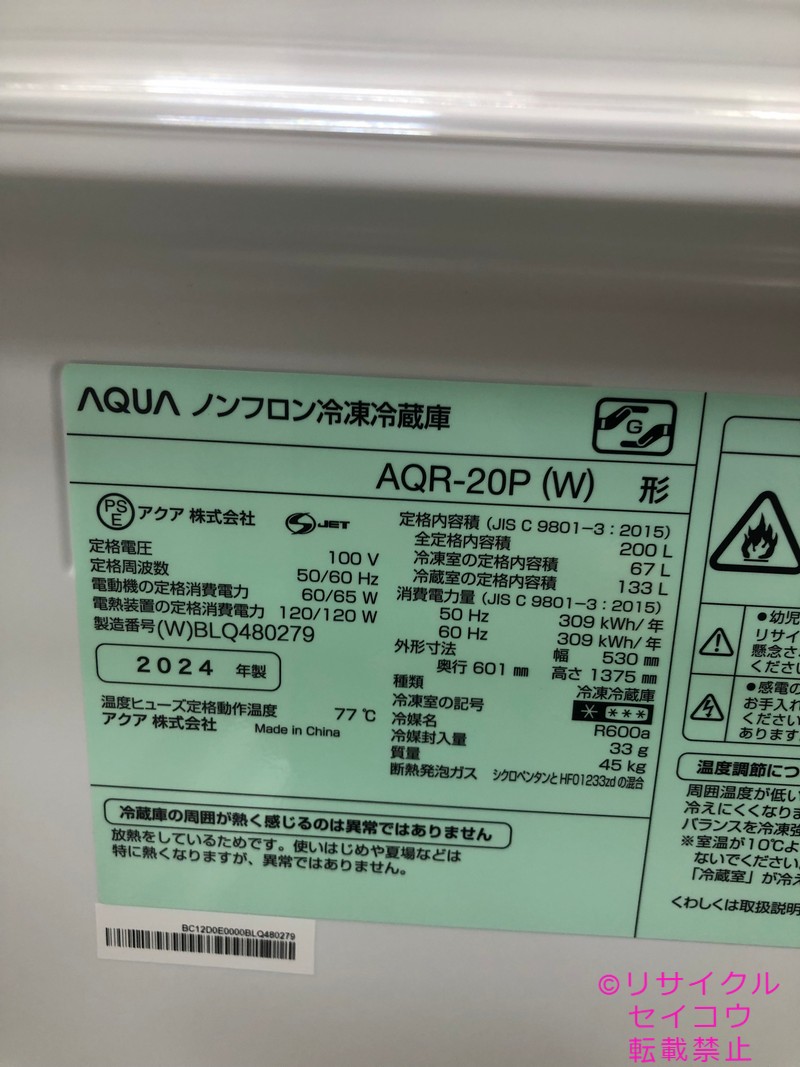 AQUA ノンフロン冷凍冷蔵庫
G
AQR-20P (W) 形
PS
E
アクア 株式会社
S-JET
定格電圧 100 V
定格周波数 50/60 Hz
電動機の定格消費電力 60/65 W
電熱装置の定格消費電力 120/120 W
製造番号(W)BLQ480279
2024 年製
温度ヒューズ定格動作温度 77 ℃
アクア 株式会社 Made in China
定格内容積 (JIS C 9801-3 : 2015)
全定格内容積 200 L
冷凍室の定格内容積 67 L
冷蔵室の定格内容積 133 L
消費電力量 (JIS C 9801-3 : 2015)
50 Hz 309 kWh/年
60 Hz 309 kWh/年
外形寸法 幅 530 mm
奥行 601 mm 高さ 1375 mm
種類 冷凍冷蔵庫
冷凍室の記号 * ***
冷媒名 R600a
冷媒封入量 33 g
質量 45 kg
断熱発泡ガス シクロペンタンとHFO1233zdの混合
冷蔵庫の周囲が熱く感じるのは異常ではありません
放熱をしているためです。使いはじめや夏場などは
特に熱くなりますが、異常ではありません。
BC12D0E0000BLQ480279
●幼児
リサイ
懸念さ
くださ
●感電の
お手入れ
ください
あります
温度調節につ
周囲温度が低い
冷えにくくなりま
バランスを冷凍強
※室温が10℃よ
ないでください
「冷蔵室」が冷え
くわしくは取扱説明
©リサイクル
セイコウ
転載禁止